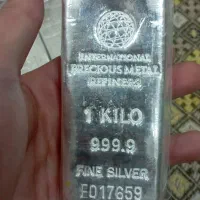 INTERNATIONAL
PRECIOUS METAL
REFINERS
1 KILO
999.9
FINE SILVER
E017659